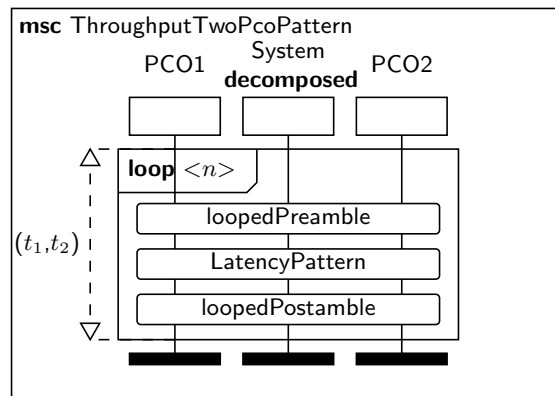 msc ThroughputTwoPcoPattern
PCO1
System
decomposed
PCO2
loop <n>
loopedPreamble
(t₁,t₂)
LatencyPattern
loopedPostamble